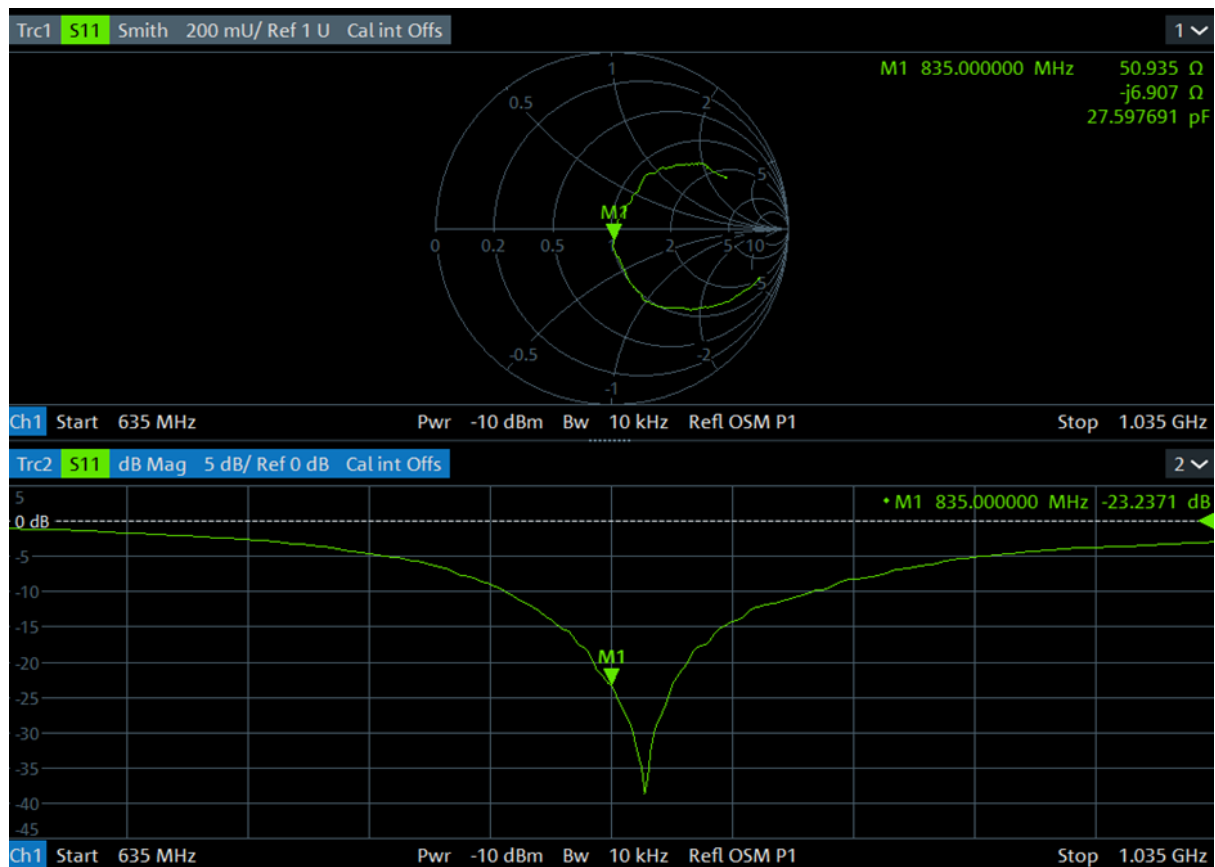 Trc1 S11 Smith 200 mU/ Ref 1 U Cal int Offs 1
M1 835.000000 MHz 50.935 Ω
-j6.907 Ω
27.597691 pF
1
0.5 2
5
M1
0 0.2 0.5 1 2 5 10
-5
-0.5 -2
-1
Ch1 Start 635 MHz Pwr -10 dBm Bw 10 kHz Refl OSM P1 Stop 1.035 GHz
Trc2 S11 dB Mag 5 dB/ Ref 0 dB Cal int Offs 2
5 • M1 835.000000 MHz -23.2371 dB
0 dB
-5
-10
-15
-20
M1
-25
-30
-35
-40
-45
Ch1 Start 635 MHz Pwr -10 dBm Bw 10 kHz Refl OSM P1 Stop 1.035 GHz